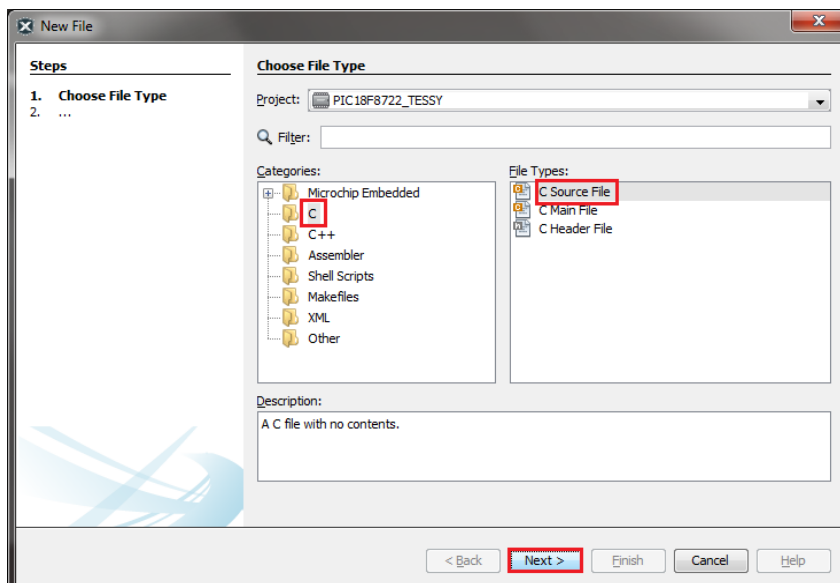 New File
Steps
1. Choose File Type
2. ...
Choose File Type
Project: PIC18F8722_TESSY
Filter:
Categories:
Microchip Embedded
C
C++
Assembler
Shell Scripts
Makefiles
XML
Other
File Types:
C Source File
C Main File
C Header File
Description:
A C file with no contents.
< Back
Next >
Finish
Cancel
Help